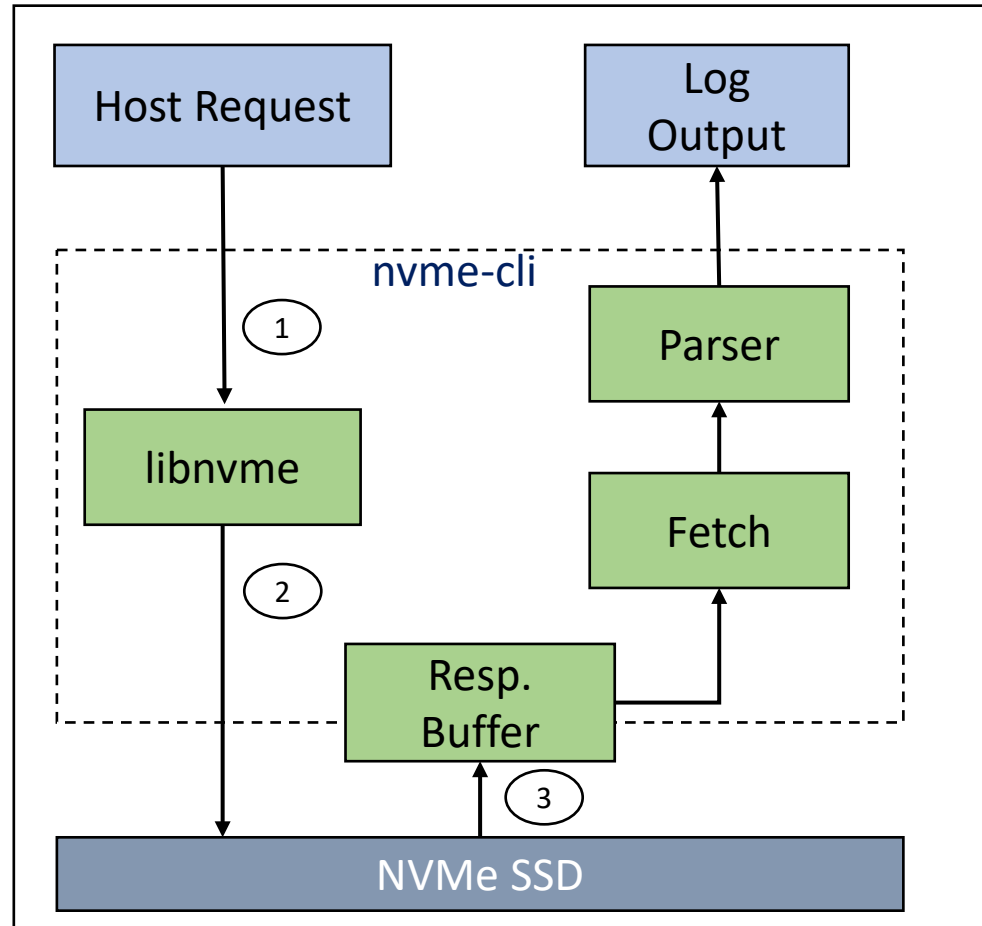 Host Request
Log
Output
nvme-cli
1
Parser
libnvme
Fetch
2
Resp.
Buffer
3
NVMe SSD